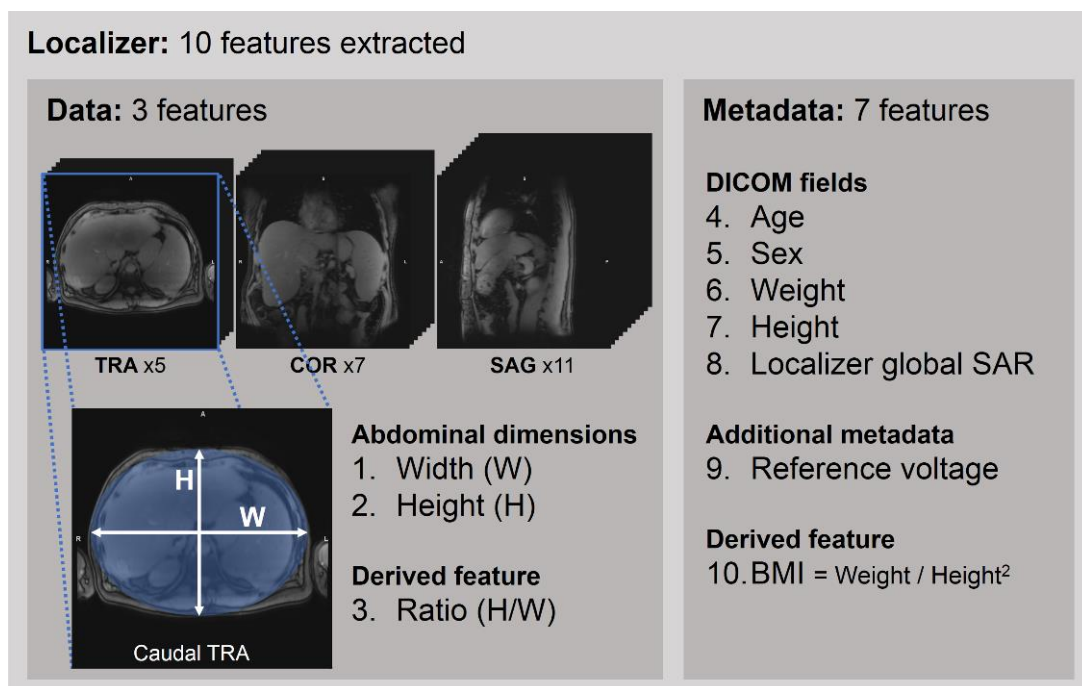 Localizer: 10 features extracted
Data: 3 features
A
R
L
TRA x5
R
L
COR x7
A
P
SAG x11
A
R
L
H
W
Caudal TRA
Abdominal dimensions
1. Width (W)
2. Height (H)
Derived feature
3. Ratio (H/W)
Metadata: 7 features
DICOM fields
4. Age
5. Sex
6. Weight
7. Height
8. Localizer global SAR
Additional metadata
9. Reference voltage
Derived feature
10. BMI = Weight / Height²